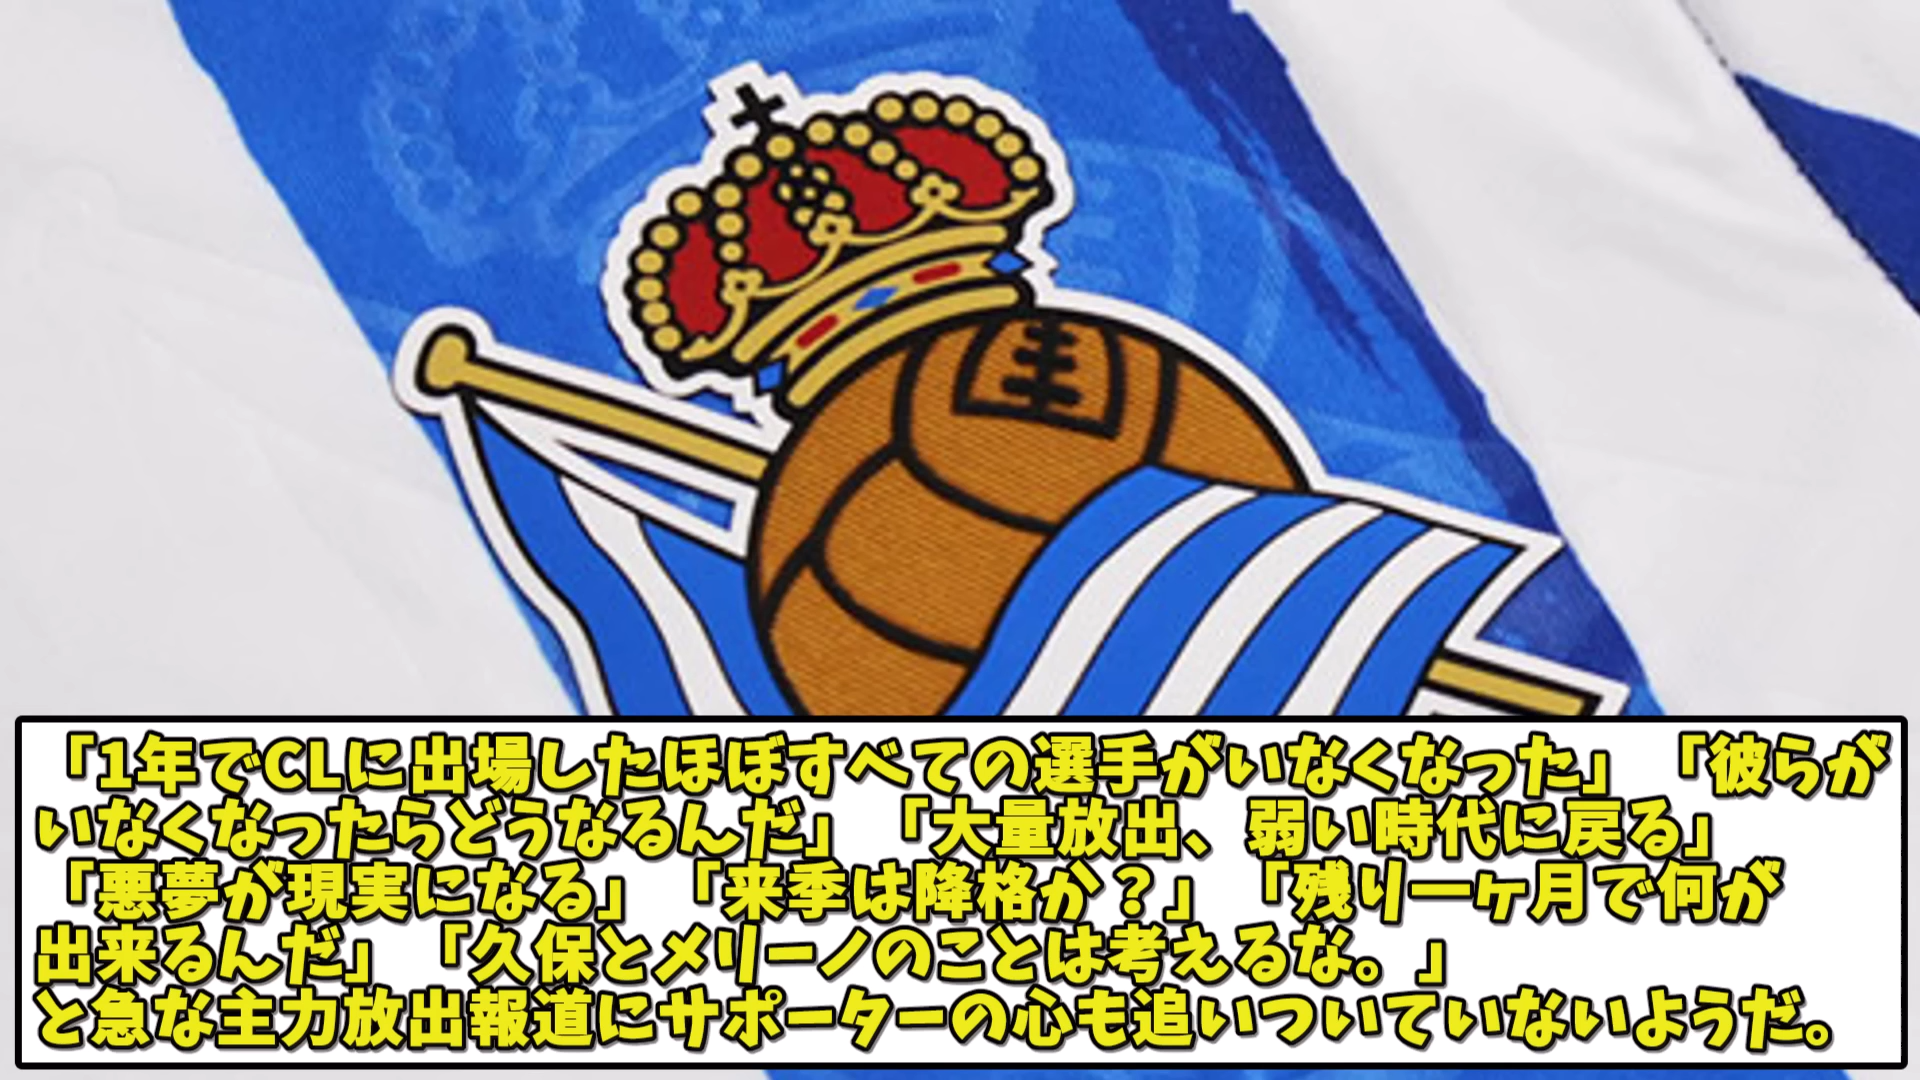 「1年でCLに出場したほぼすべての選手がいなくなった」「彼らが
いなくなったらどうなるんだ」「大量放出、弱い時代に戻る」
「悪夢が現実になる」「来季は降格か？」「残り一ヶ月で何が
出来るんだ」「久保とメリーノのことは考えるな。」
と急な主力放出報道にサポーターの心も追いついていないようだ。